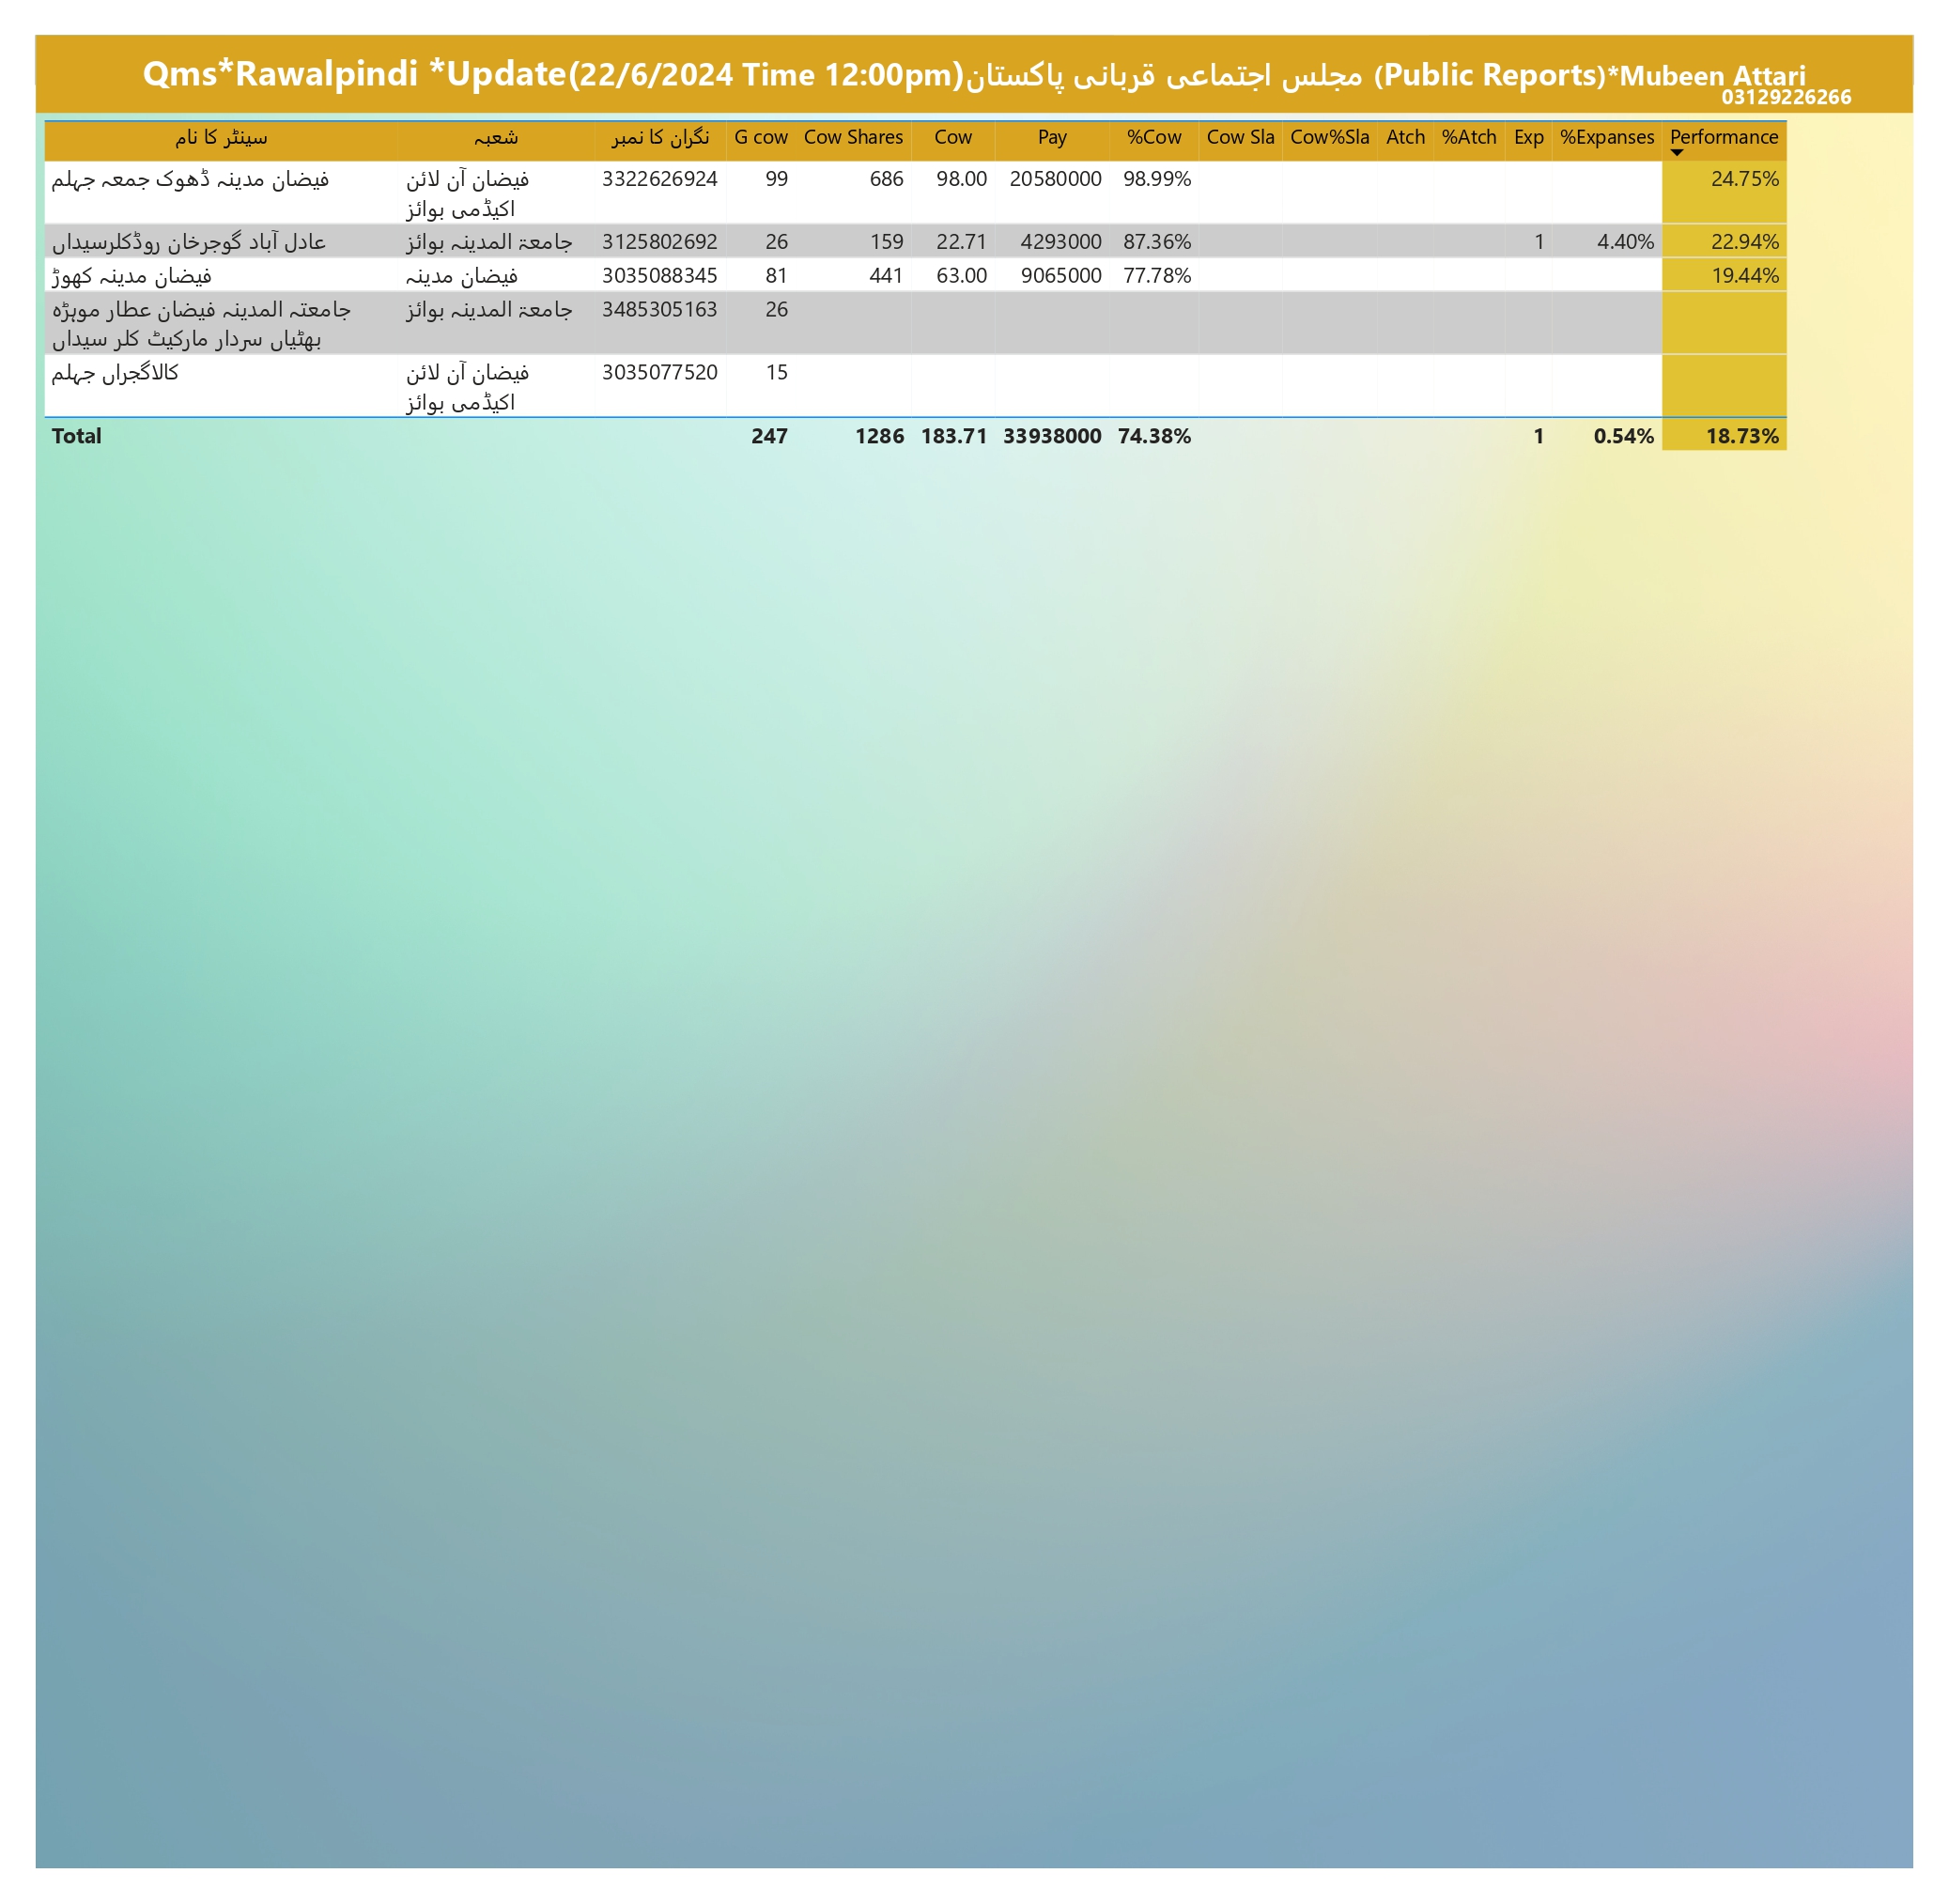 Qms*Rawalpindi *Update(22/6/2024 Time 12:00pm)مجلس اجتماعی قربانی پاکستان (Public Reports)*Mubeen Attari
03129226266
سینٹر کا نام شعبہ نگران کا نمبر G cow Cow Shares Cow Pay %Cow Cow Sla Cow%Sla Atch %Atch Exp %Expanses Performance
فیضان مدینہ ڈھوک جمعہ جہلم فیضان آن لائن 3322626924 99 686 98.00 20580000 98.99% 24.75%
اکیڈمی بوائز
عادل آباد گوجرخان روڈکلرسیداں جامعۃ المدینہ بوائز 3125802692 26 159 22.71 4293000 87.36% 1 4.40% 22.94%
فیضان مدینہ کھوڑ فیضان مدینہ 3035088345 81 441 63.00 9065000 77.78% 19.44%
جامعتہ المدینہ فیضان عطار موہڑہ جامعۃ المدینہ بوائز 3485305163 26
بھٹیاں سردار مارکیٹ کلر سیداں
کالاگجراں جہلم فیضان آن لائن 3035077520 15
اکیڈمی بوائز
Total 247 1286 183.71 33938000 74.38% 1 0.54% 18.73%